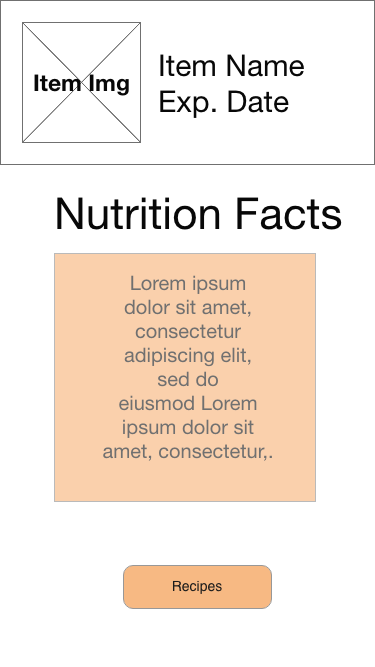 Item Img
Item Name
Exp. Date
Nutrition Facts
Lorem ipsum
dolor sit amet,
consectetur
adipiscing elit,
sed do
eiusmod Lorem
ipsum dolor sit
amet, consectetur,.
Recipes